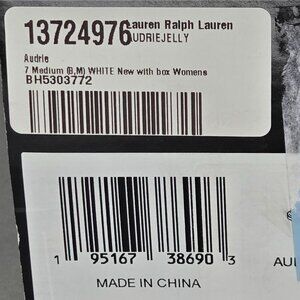 13724976 Lauren Ralph Lauren
AUDRIEJELLY
Audrie
7 Medium (B,M) WHITE New with box Womens
BH5303772
1 95167 38690 3
AUI
MADE IN CHINA